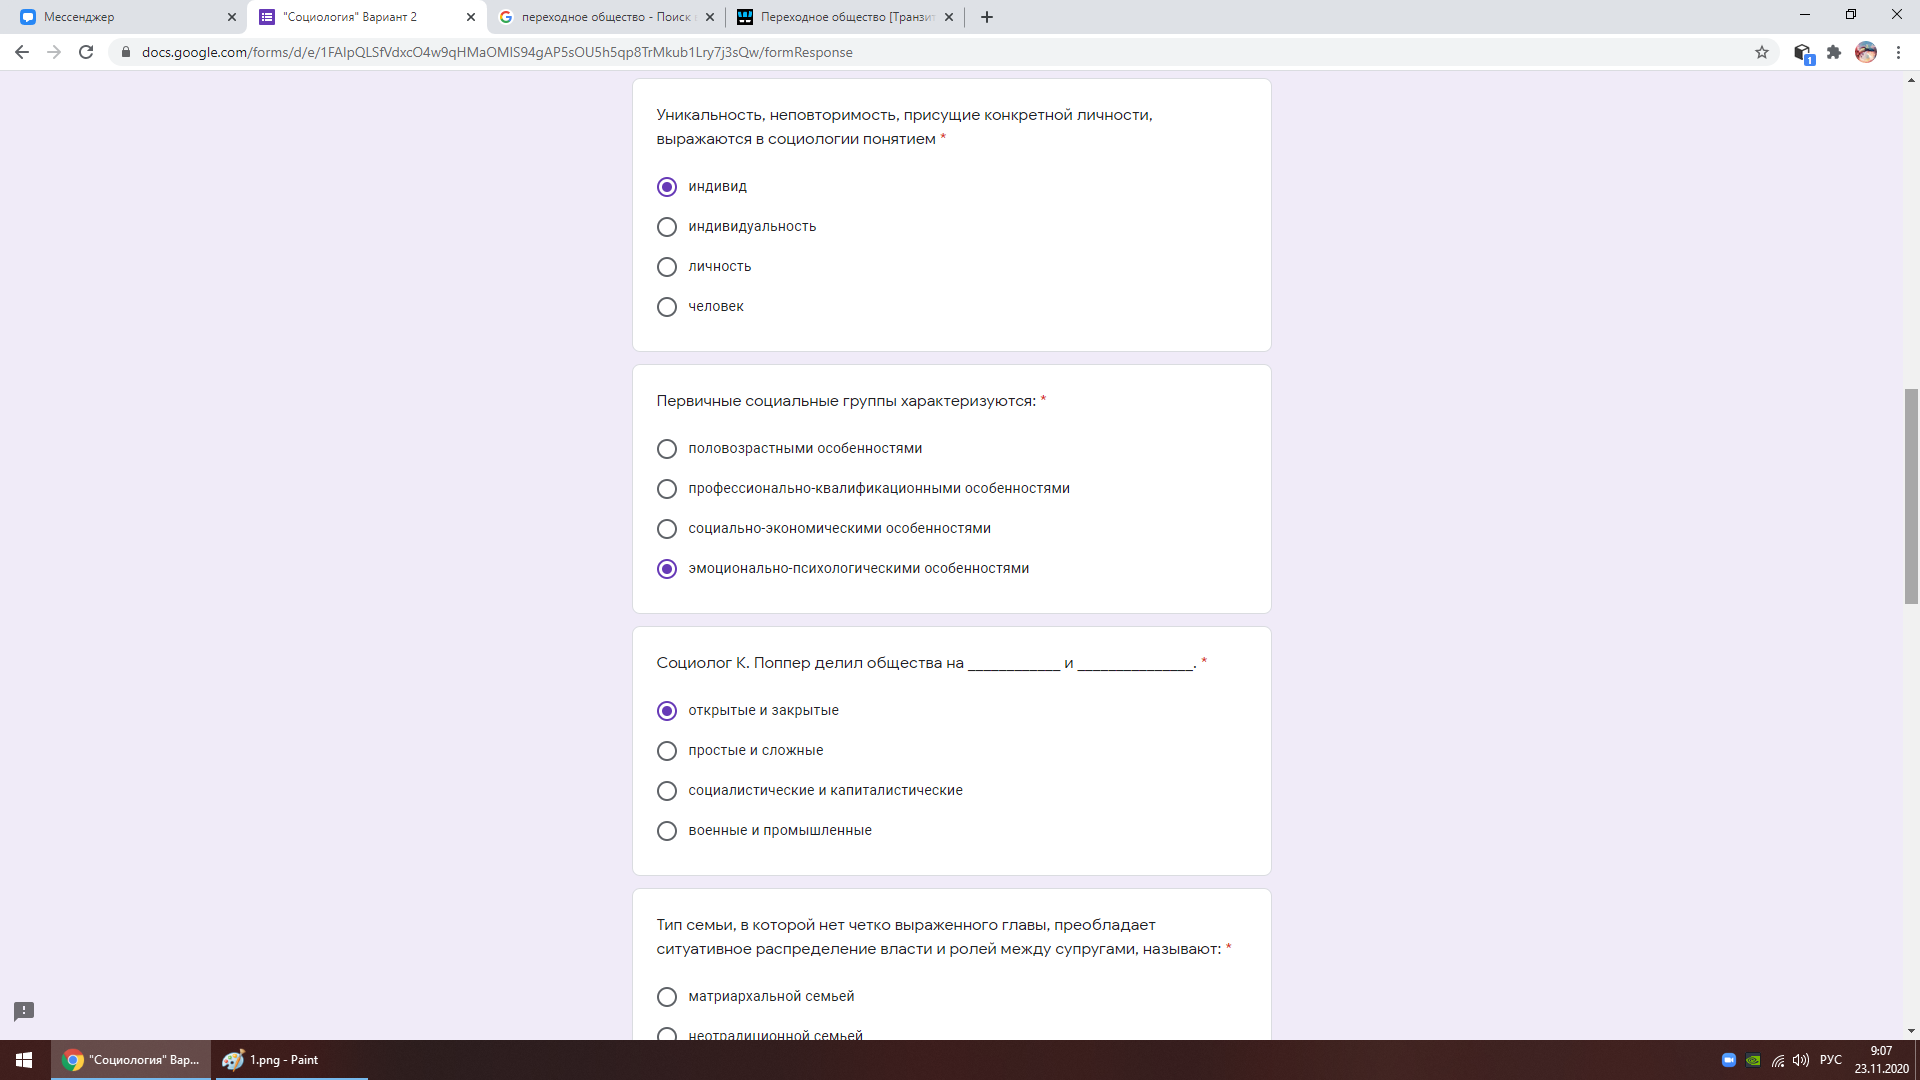 Мессенджер
"Социология" Вариант 2
переходное общество - Поиск
Переходное общество [Транзит
docs.google.com/forms/d/e/1FAIpQLSfVdxcO4w9qHMaOMIS94gAP5sOU5h5qp8TrMkub1Lry7j3sQw/formResponse
1
Уникальность, неповторимость, присущие конкретной личности,
выражаются в социологии понятием *
индивид
индивидуальность
личность
человек
Первичные социальные группы характеризуются: *
половозрастными особенностями
профессионально-квалификационными особенностями
социально-экономическими особенностями
эмоционально-психологическими особенностями
Социолог К. Поппер делил общества на ____________ и _______________. *
открытые и закрытые
простые и сложные
социалистические и капиталистические
военные и промышленные
Тип семьи, в которой нет четко выраженного главы, преобладает
ситуативное распределение власти и ролей между супругами, называют: *
матриархальной семьей
неотрадиционной семьей
"Социология" Вар...
1.png - Paint
РУС
9:07
23.11.2020